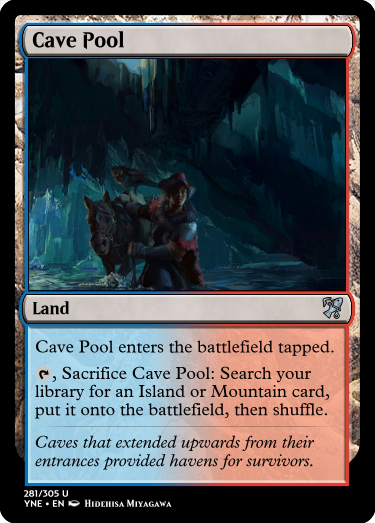 Cave Pool
Land
Cave Pool enters the battlefield tapped.
, Sacrifice Cave Pool: Search your
library for an Island or Mountain card,
put it onto the battlefield, then shuffle.
Caves that extended upwards from their
entrances provided havens for survivors.
281/305 U
YNE • EN Hidehisa Miyagawa